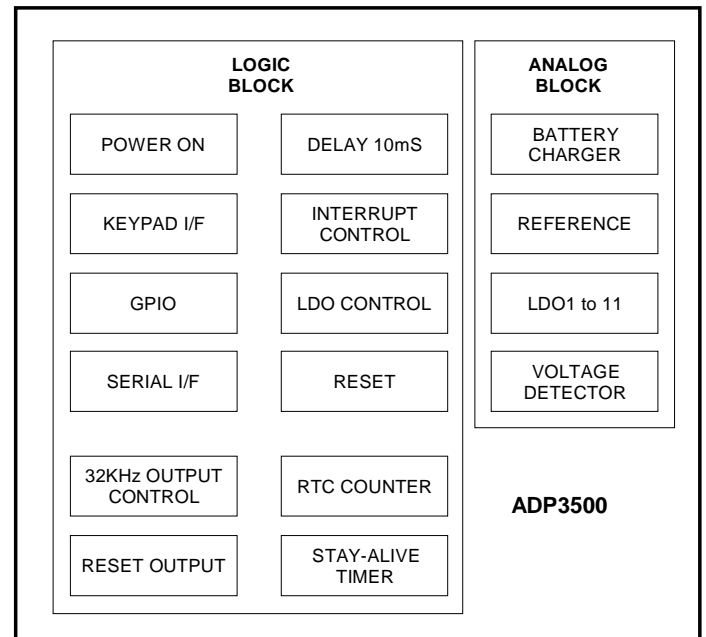 LOGIC
BLOCK
POWER ON
DELAY 10mS
KEYPAD I/F
INTERRUPT
CONTROL
GPIO
LDO CONTROL
SERIAL I/F
RESET
32KHz OUTPUT
CONTROL
RTC COUNTER
RESET OUTPUT
STAY-ALIVE
TIMER
ANALOG
BLOCK
BATTERY
CHARGER
REFERENCE
LDO1 to 11
VOLTAGE
DETECTOR
ADP3500